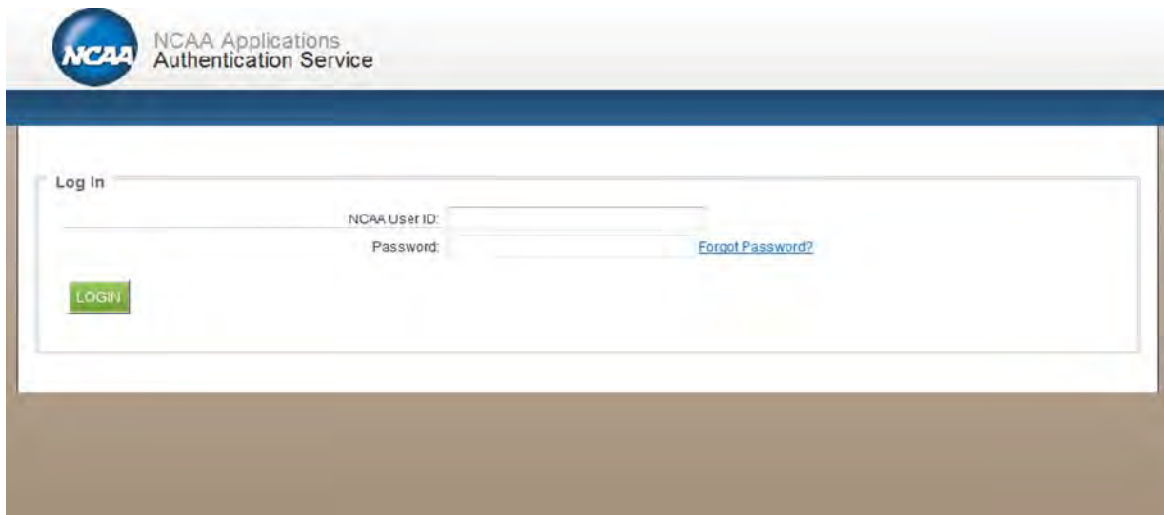 NCAA
NCAA Applications
Authentication Service
Log In
NCAA User ID:
Password:
Forgot Password?
LOGIN